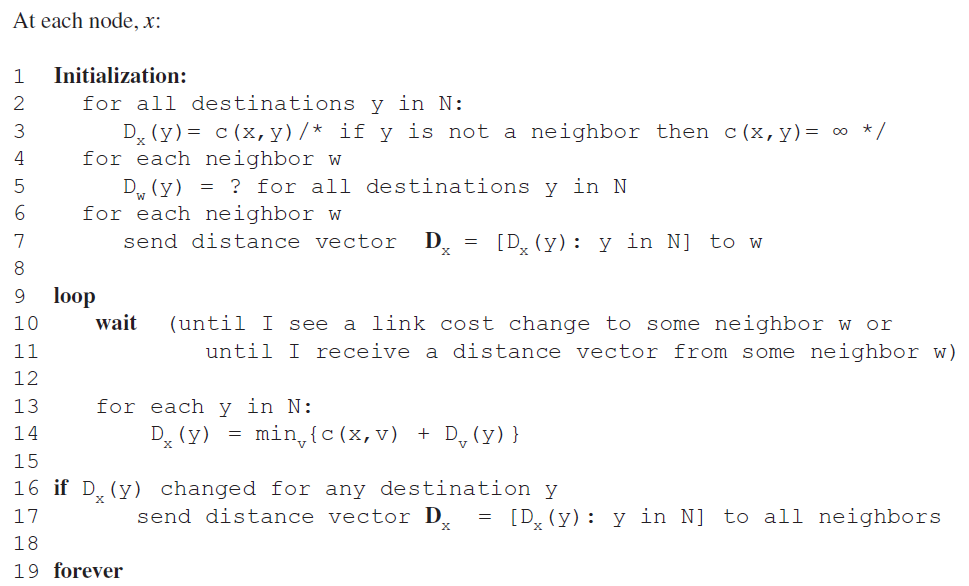 At each node, x:
1 Initialization:
2 for all destinations y in N:
3 Dx(y)= c(x,y)/* if y is not a neighbor then c(x,y)= ∞ */
4 for each neighbor w
5 Dw(y) = ? for all destinations y in N
6 for each neighbor w
7 send distance vector Dx = [Dx(y): y in N] to w
8
9 loop
10 wait (until I see a link cost change to some neighbor w or
11 until I receive a distance vector from some neighbor w)
12
13 for each y in N:
14 Dx(y) = minv{c(x,v) + Dv(y)}
15
16 if Dx(y) changed for any destination y
17 send distance vector Dx = [Dx(y): y in N] to all neighbors
18
19 forever